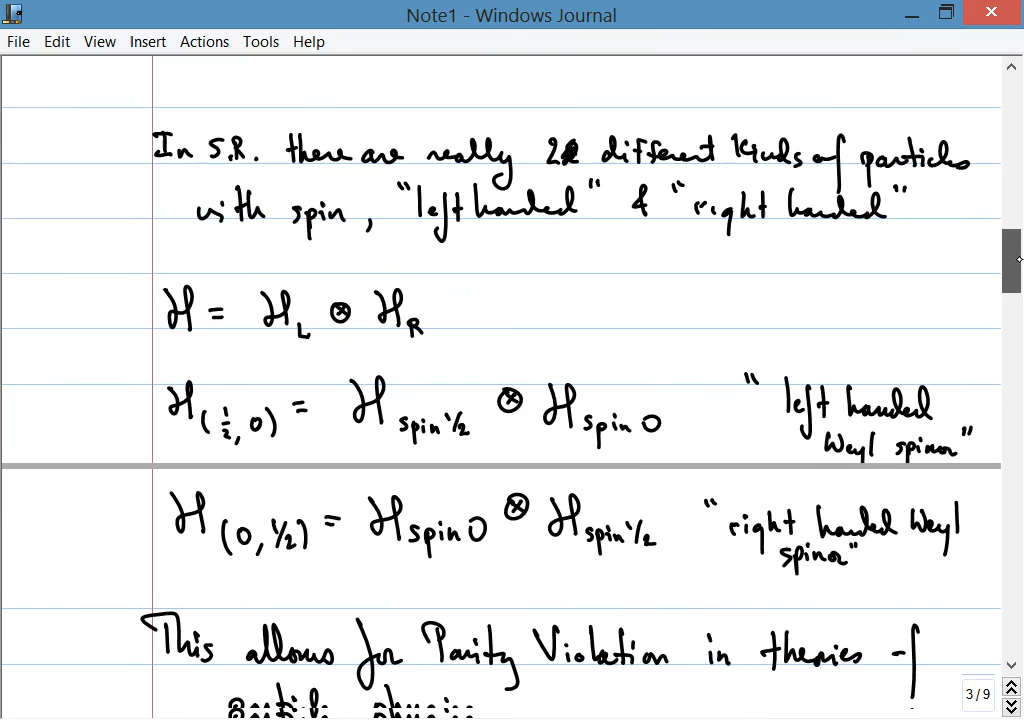 Note1 - Windows Journal
File Edit View Insert Actions Tools Help
In S.R. there are really 2 different kinds of particles
with spin, "left handed" & "right handed"
ℋ = ℋ_L ⊗ ℋ_R
ℋ_(½, 0) = ℋ_spin ½ ⊗ ℋ_spin 0 "left handed
Weyl spinor"
ℋ_(0, ½) = ℋ_spin 0 ⊗ ℋ_spin ½ "right handed Weyl
spinor"
This allows for Parity Violation in theories of
3 / 9